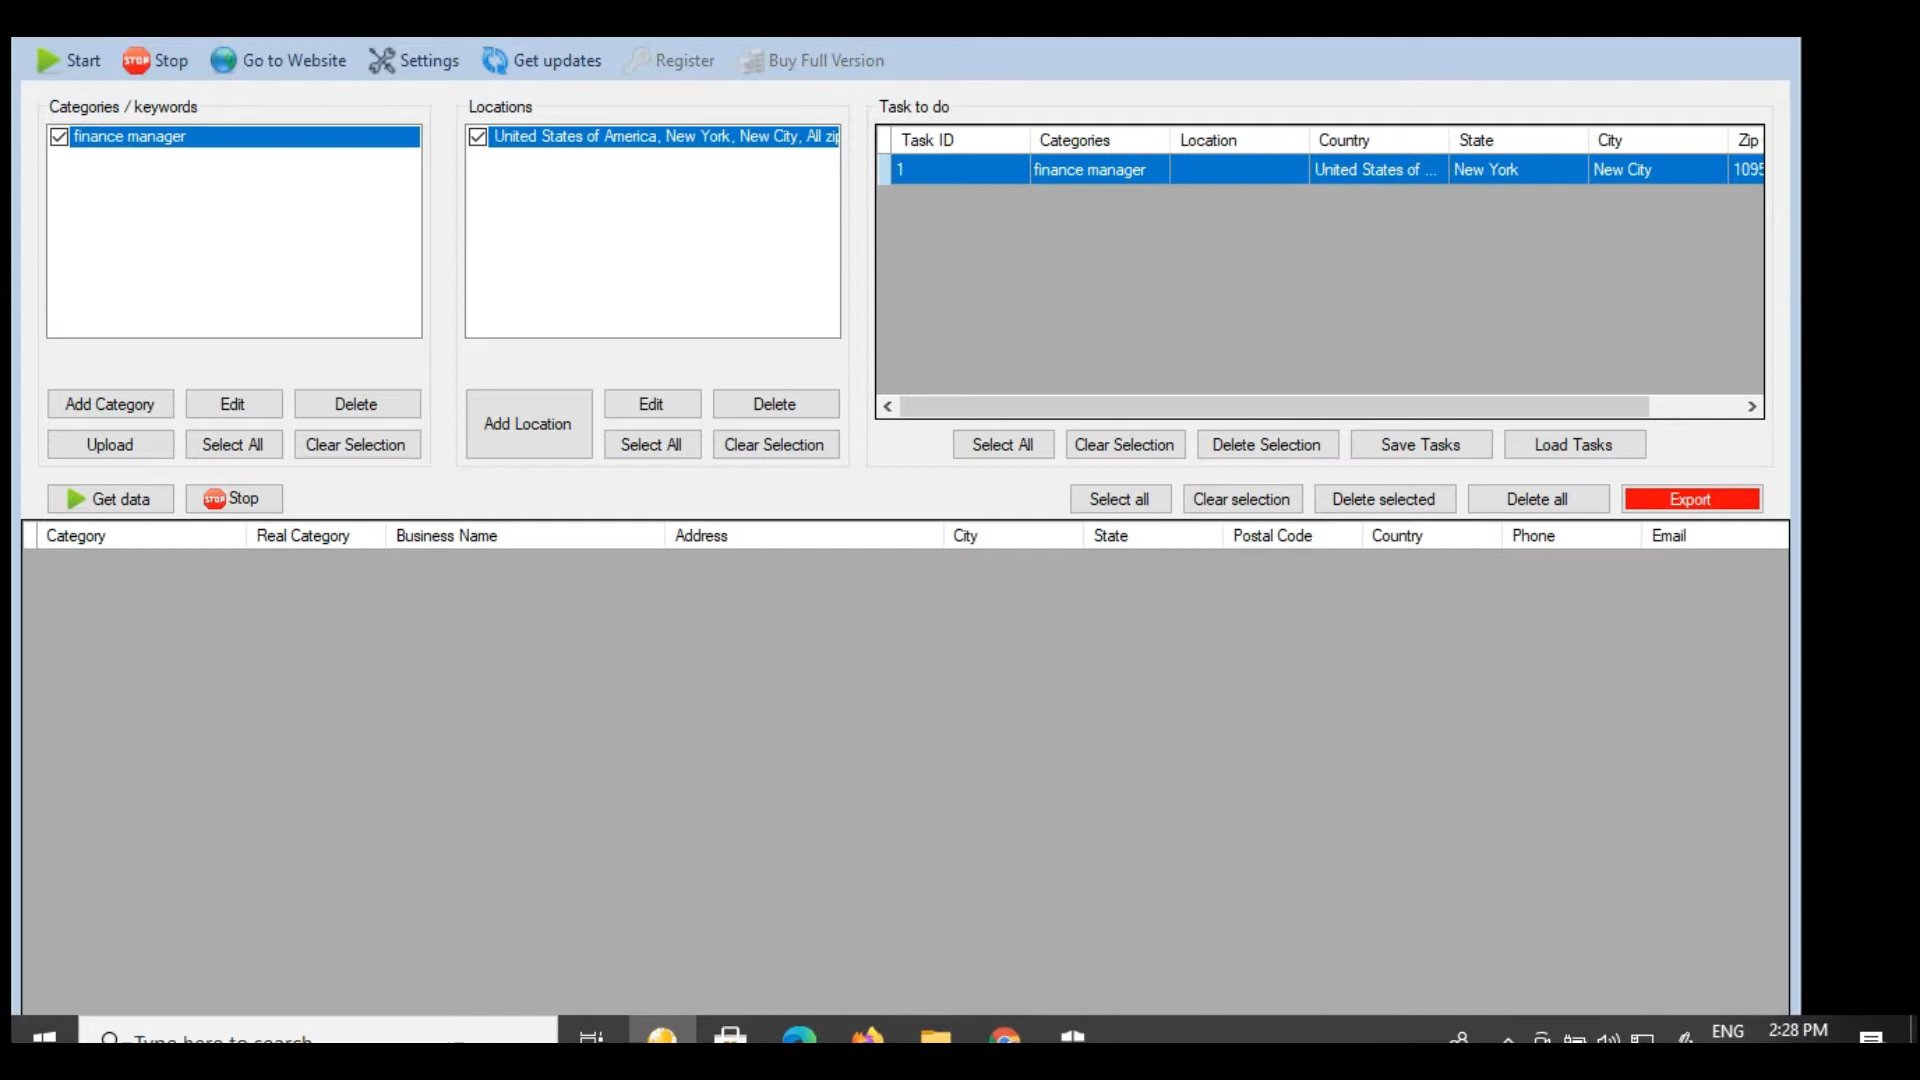 Start Stop Go to Website Settings Get updates Register Buy Full Version
Categories / keywords
finance manager
Add Category Edit Delete
Upload Select All Clear Selection
Locations
United States of America, New York, New City, All
Add Location
Edit Delete
Select All Clear Selection
Task to do
Task ID Categories Location Country State City Zip
1 finance manager United States of ... New York New City 1095
Select All Clear Selection Delete Selection Save Tasks Load Tasks
Get data Stop
Select all Clear selection Delete selected Delete all Export
Category Real Category Business Name Address City State Postal Code Country Phone Email
Type here to search
ENG 2:28 PM